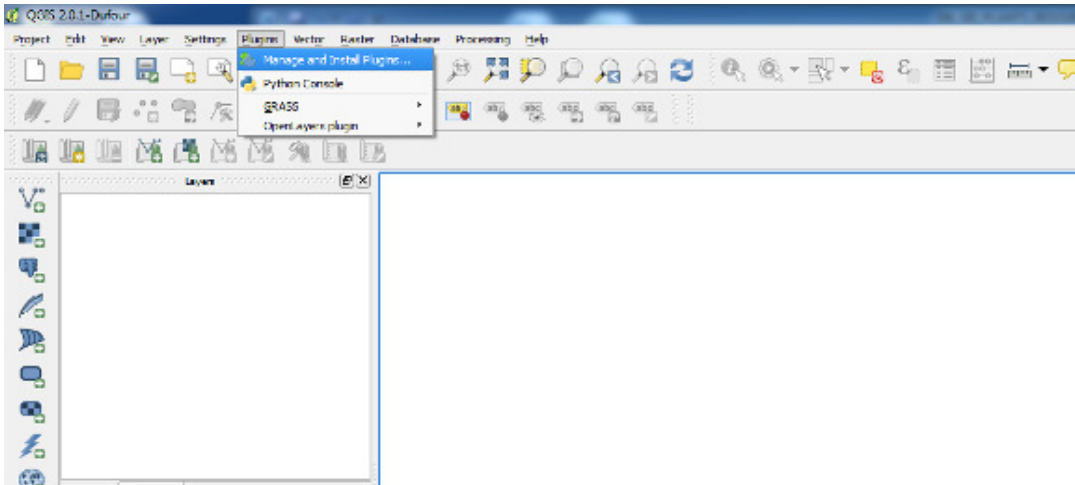 QGIS 2.0.1-Dufour
Project Edit View Layer Settings Plugins Vector Raster Database Processing Help
Manage and Install Plugins...
Python Console
GRASS
OpenLayers plugin
Layers